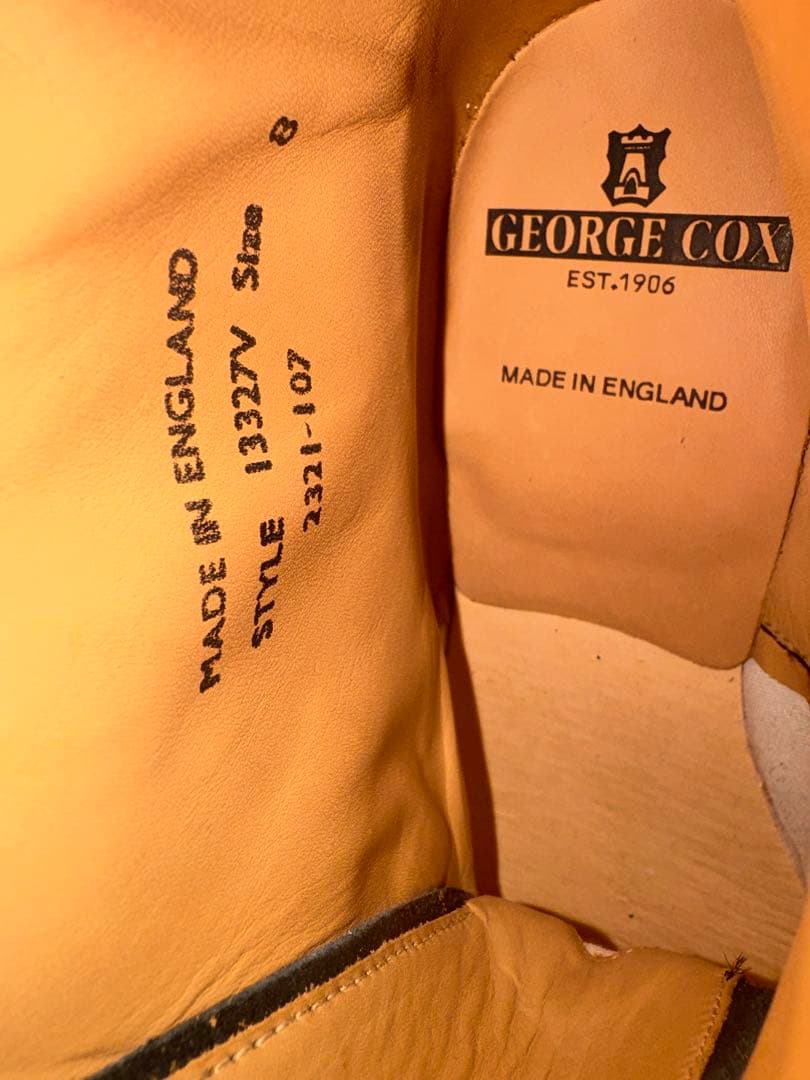 MADE IN ENGLAND
STYLE 13327V Size 8
2321-107
GEORGE COX
EST.1906
MADE IN ENGLAND